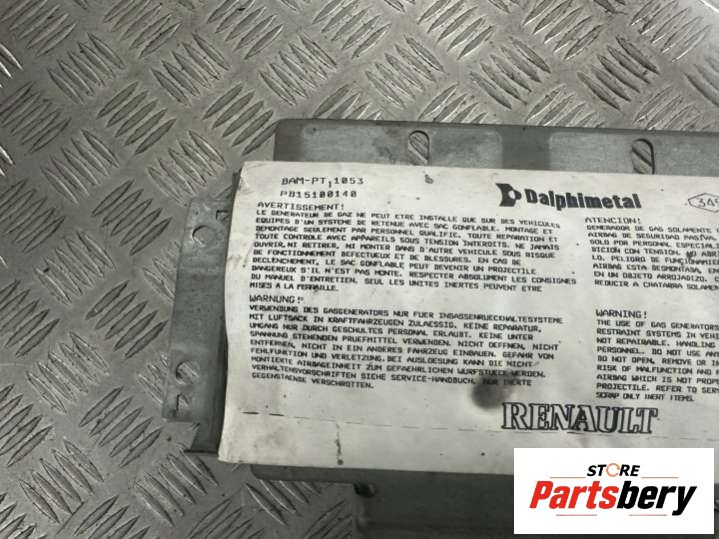 BAM-PT 1053
PB15100140
Dalphimetal
349
AVERTISSEMENT!
LE GENERATEUR DE GAZ NE PEUT ETRE INSTALLE QUE SUR DES VEHICULES
EQUIPES D'UN SYSTEME DE RETENUE AVEC SAC GONFLABLE. MONTAGE ET
DEMONTAGE SEULEMENT PAR PERSONNEL QUALIFIE. TOUTE REPARATION ET
TOUTE CONTROLE AVEC APPAREILS SOUS TENSION INTERDITS. NE JAMAIS
OUVRIR, NI RETIRER, NI MONTER DANS D'AUTRE VEHICULE SOUS RISQUE
DE FONCTIONNEMENT DEFECTUEUX ET DE BLESSURES. EN CAS DE
DECLENCHEMENT, LE SAC GONFLABLE PEUT DEVENIR UN PROJECTILE
DANGEREUX S'IL N'EST PAS MONTE. RESPECTER ABSOLUMENT LES CONSIGNES
DU MANUEL D'ENTRETIEN, SEUL LES UNITES INERTES PEUVENT ETRE
MISES A LA FERRAILLE.
ATENCION!
GENERADOR DE GAS SOLAMENTE
AIRBAG DE SEGURIDAD PASIVA.
SOLO POR PERSONAL ESPECIAL
BICION CON TENSION. NO ABRI
LO. PELIGRO DE FUNCIONAMIEN
AIRBAG ESTA DESMONTADA, EN
EN UN OBJETO ARROJADIZO.
REDUCIR A CHATARRA SOLAMEN
WARNUNG!
VERWENDUNG DES GASGENERATORS NUR FUER INSASSENRUECKHALTESYSTEME
MIT LUFTSACK IN KRAFTFAHRZEUGEN ZULAESSIG. KEINE REPARATUR,
UMGANG NUR DURCH GESCHULTES PERSONAL ERLAUBT. KEINE UNTER
SPANNUNG STEHENDEN PRUEFMITTEL VERWENDEN. NICHT OEFFNEN, NICHT
ENTFERNEN, NICHT IN EIN ANDERES FAHRZEUG EINBAUEN. GEFAHR VON
FEHLFUNKTION UND VERLETZUNG. BEI AUSLOESUNG KANN DIE NICHT
MONTIERTE AIRBAGEINHEIT ZUM GEFAEHRLICHEN WURFSTUECK WERDEN.
VERHALTENSVORSCHRIFTEN SIEHE SERVICE-HANDBUCH. NUR INERTE
GEGENSTAENDE VERSCHROTTEN.
WARNING!
THE USE OF GAS GENERATORS
RESTRAINT SYSTEMS IN VEHICL
NOT REPAIRABLE. HANDLING
PERSONNEL. DO NOT USE AN
DO NOT OPEN, REMOVE OR IN
RISK OF MALFUNCTION AND
AIRBAG WHICH IS NOT PROP
PROJECTILE. REFER TO SERV
SCRAP ONLY INERT ITEMS.
RENAULT
STORE
Partsbery